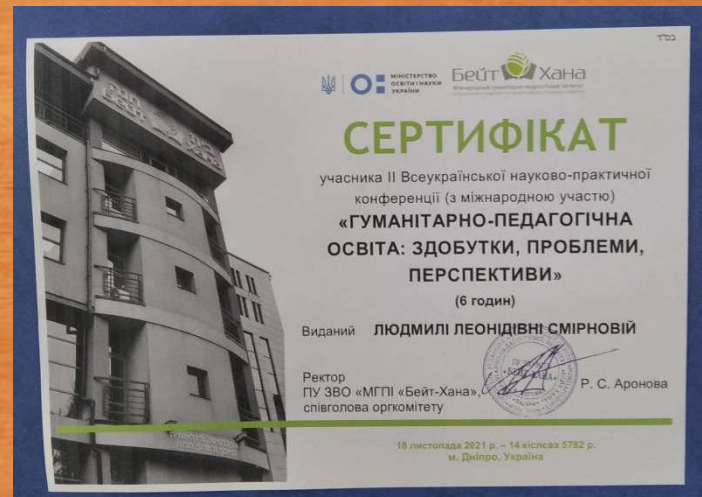 בס"ד
МІНІСТЕРСТВО
ОСВІТИ І НАУКИ
УКРАЇНИ
Бейт Хана
СЕРТИФІКАТ
учасника ІІ Всеукраїнської науково-практичної
конференції (з міжнародною участю)
«ГУМАНІТАРНО-ПЕДАГОГІЧНА
ОСВІТА: ЗДОБУТКИ, ПРОБЛЕМИ,
ПЕРСПЕКТИВИ»
(6 годин)
Виданий ЛЮДМИЛІ ЛЕОНІДІВНІ СМІРНОВІЙ
Ректор
ПУ ЗВО «МГПІ «Бейт-Хана»,
співголова оргкомітету
Р. С. Аронова
18 листопада 2021 р. – 14 кіслєва 5782 р.
м. Дніпро, Україна